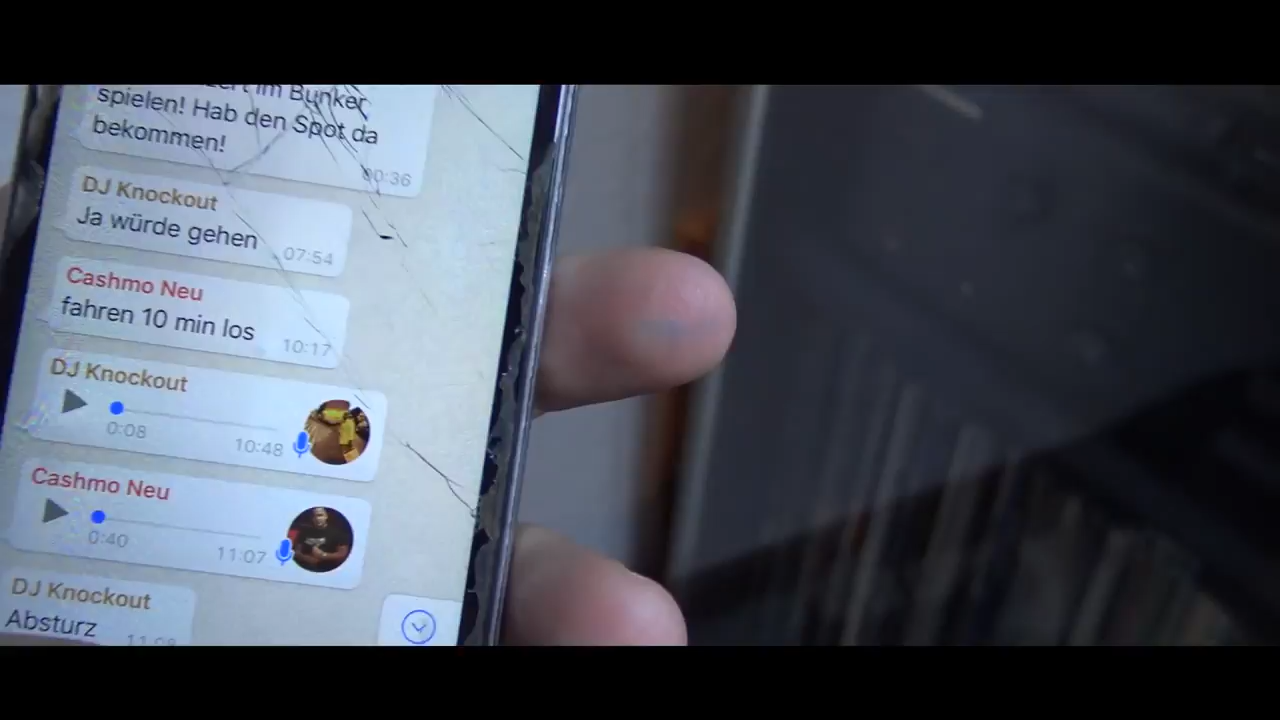 im Bunker
spielen! Hab den Spot da
bekommen!
00:36
DJ Knockout
Ja würde gehen
07:54
Cashmo Neu
fahren 10 min los
10:17
DJ Knockout
0:08
10:48
Cashmo Neu
0:40
11:07
DJ Knockout
Absturz